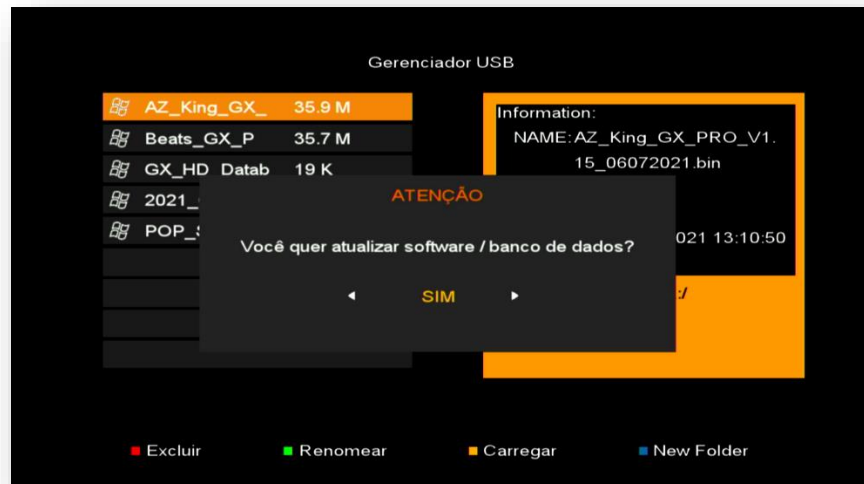 Gerenciador USB
AZ_King_GX_ 35.9 M
Beats_GX_P 35.7 M
GX_HD Datab 19 K
2021_
POP_
Information:
NAME:AZ_King_GX_PRO_V1.
15_06072021.bin
021 13:10:50
:/
ATENÇÃO
Você quer atualizar software / banco de dados?
SIM
Excluir Renomear Carregar New Folder